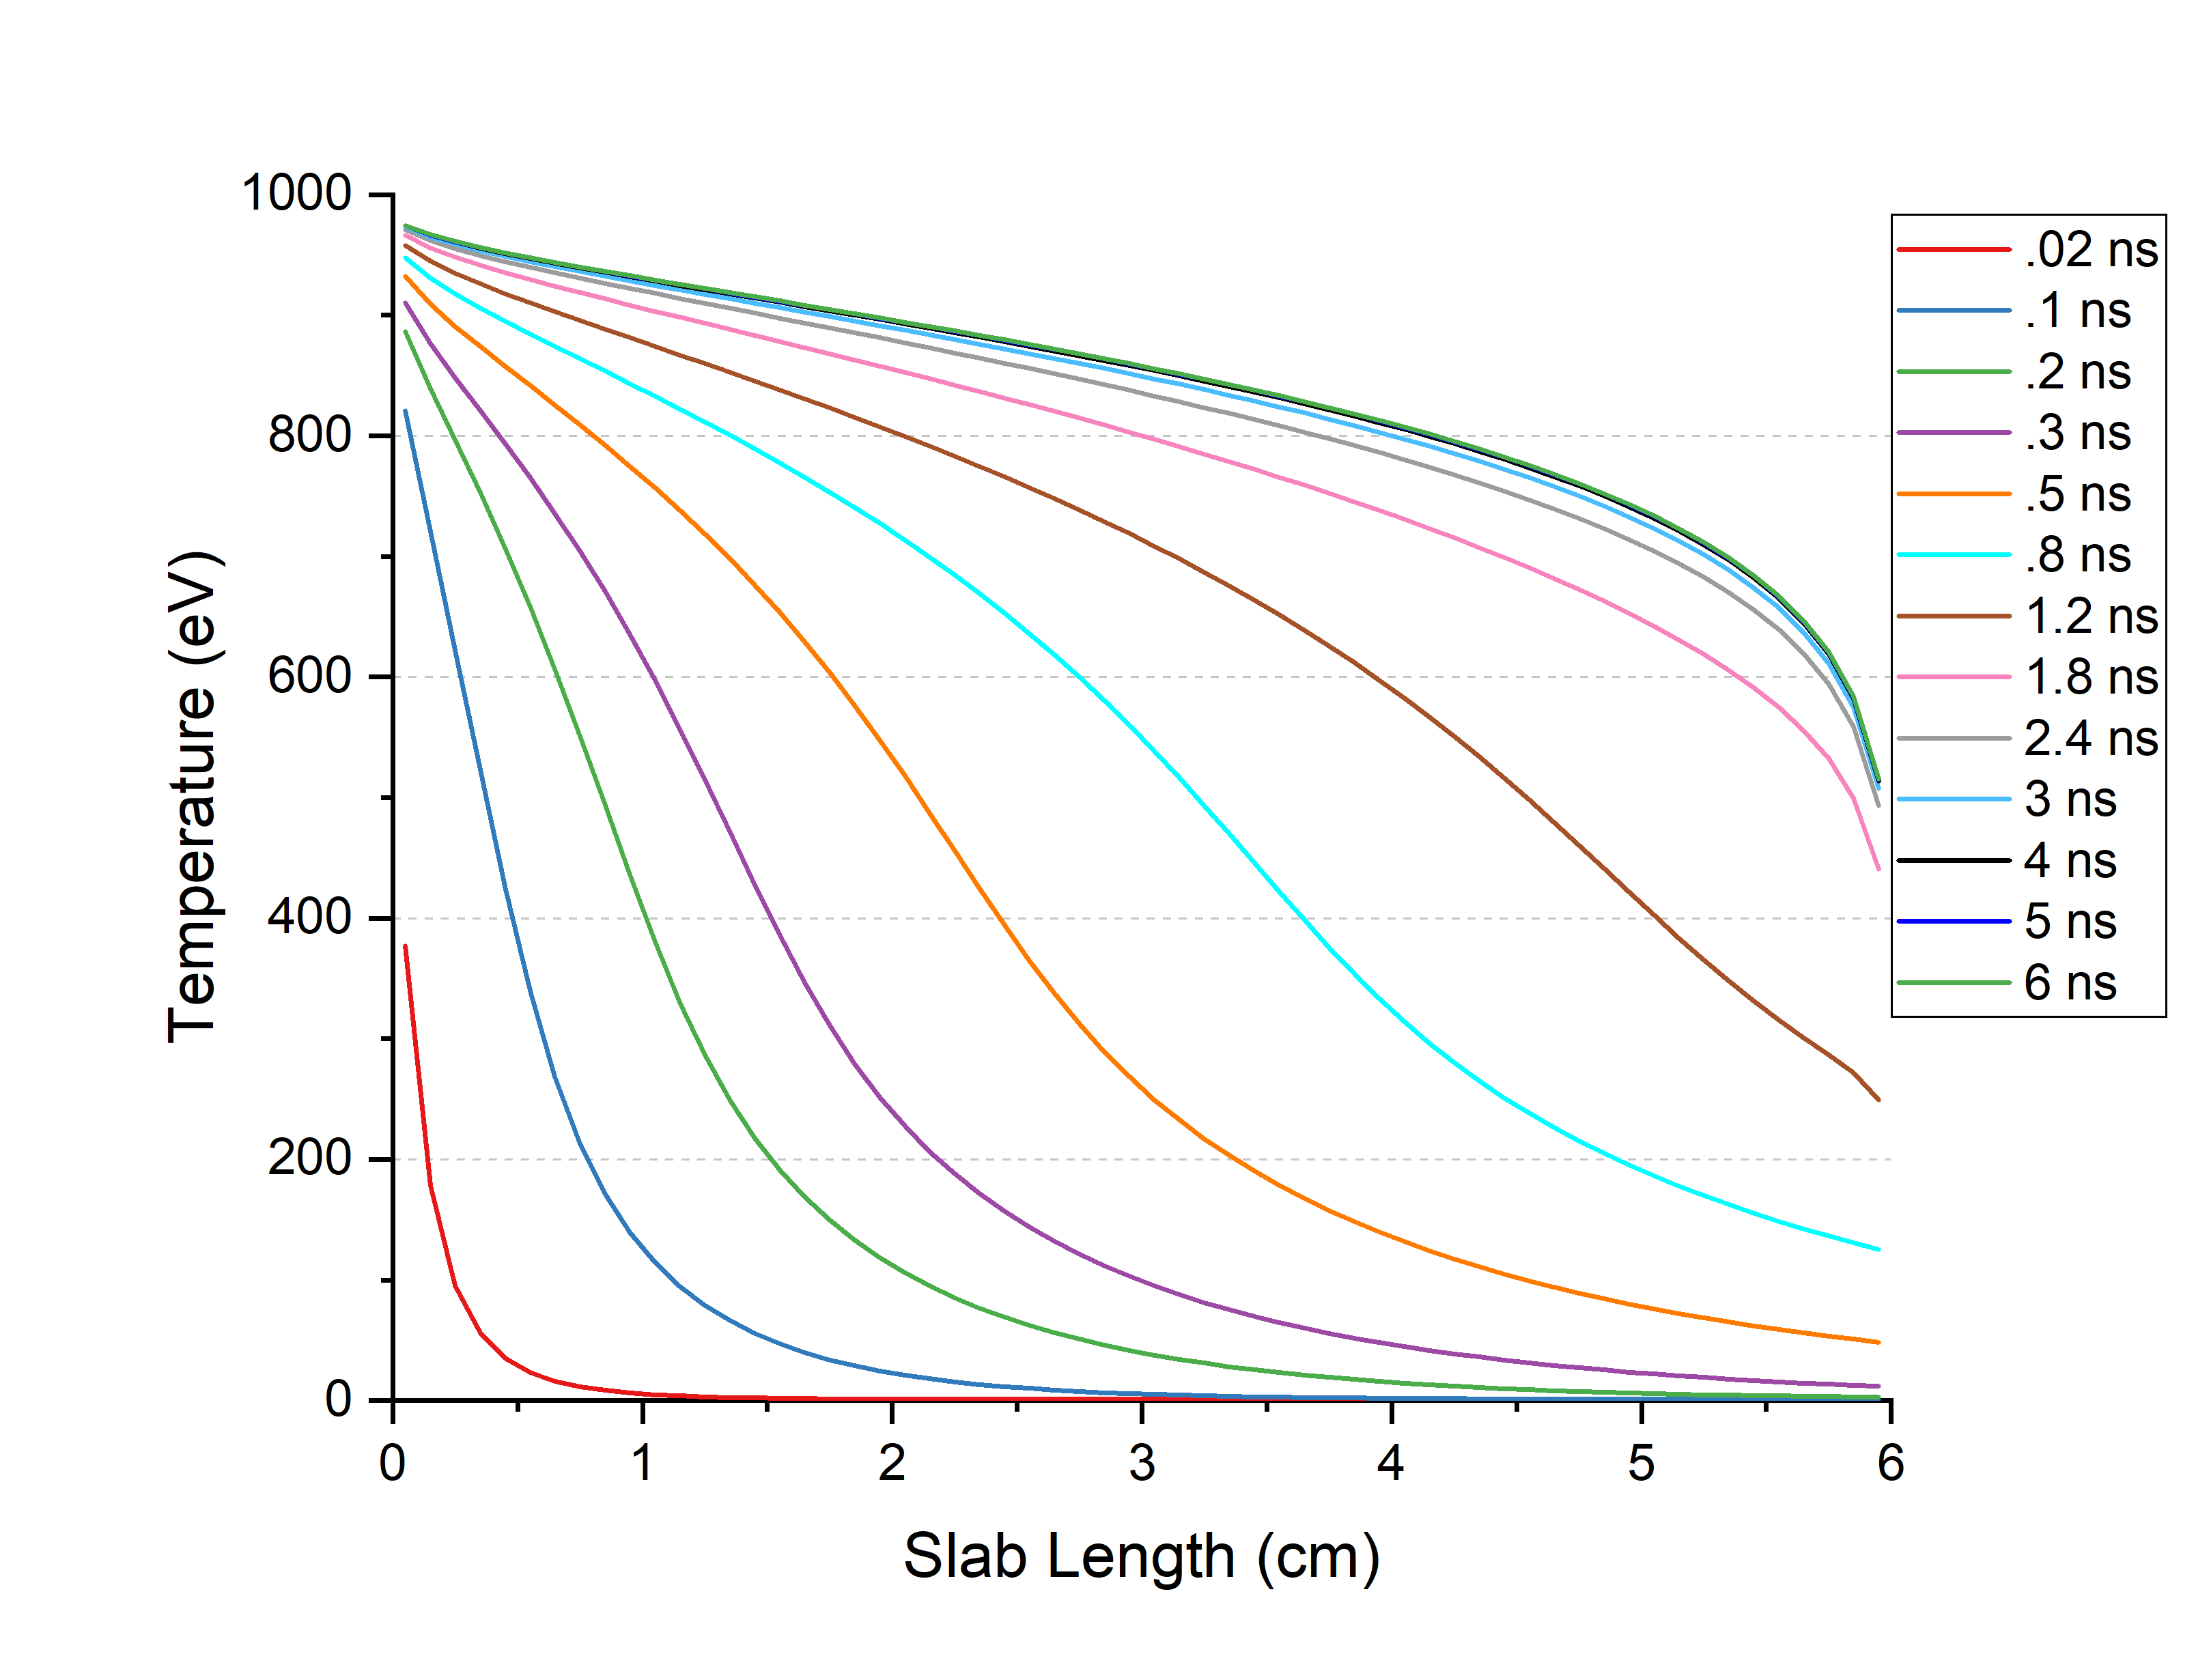 1000
800
600
400
200
0
Temperature (eV)
0 1 2 3 4 5 6
Slab Length (cm)
.02 ns
.1 ns
.2 ns
.3 ns
.5 ns
.8 ns
1.2 ns
1.8 ns
2.4 ns
3 ns
4 ns
5 ns
6 ns